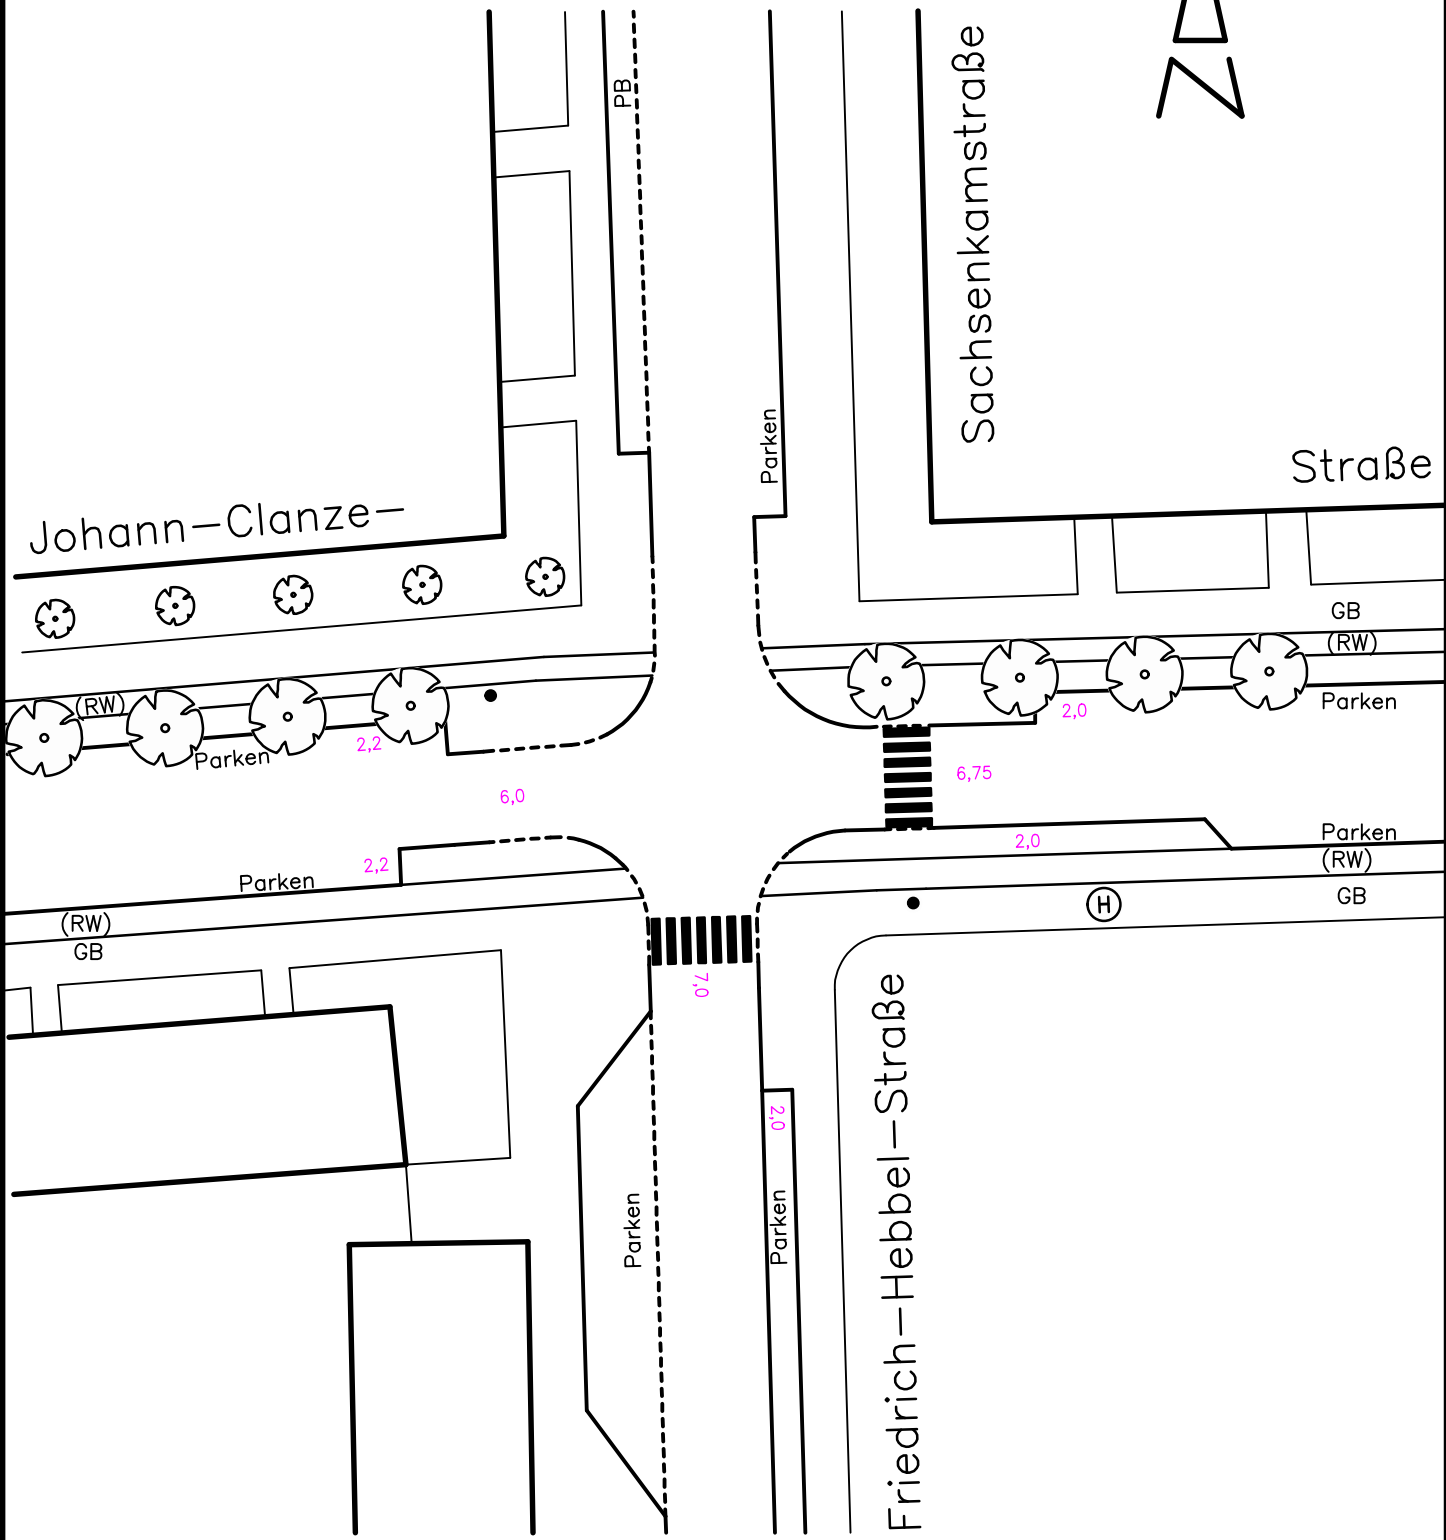 N
PB
Sachsenkamstraße
Parken
Straße
Johann-Clanze-
GB
(RW)
Parken
2,0
(RW)
2,2
Parken
6,0
6,75
Parken
2,0
(RW)
GB
2,2
Parken
(RW)
GB
H
7,0
2,0
Parken
Parken
Friedrich-Hebbel-Straße